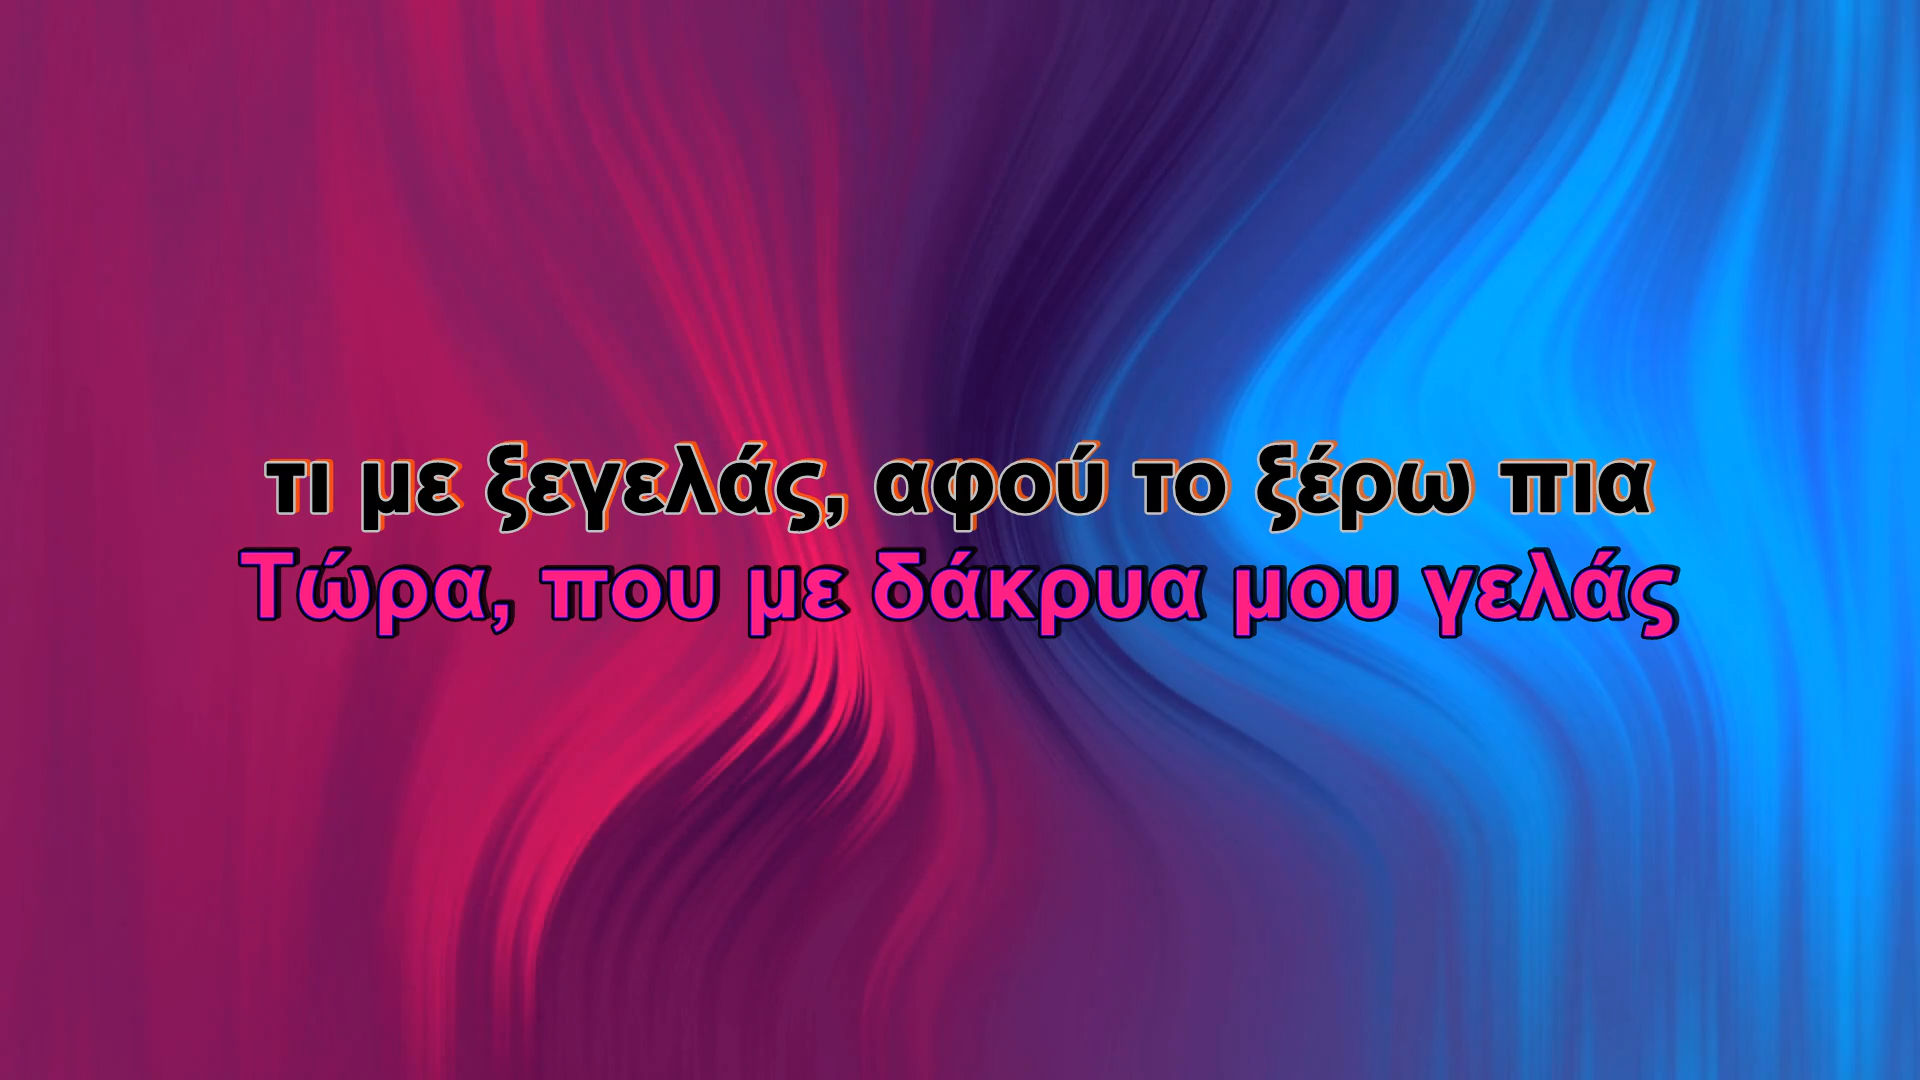 τι με ξεγελάς, αφού το ξέρω πια
Τώρα, που με δάκρυα μου γελάς